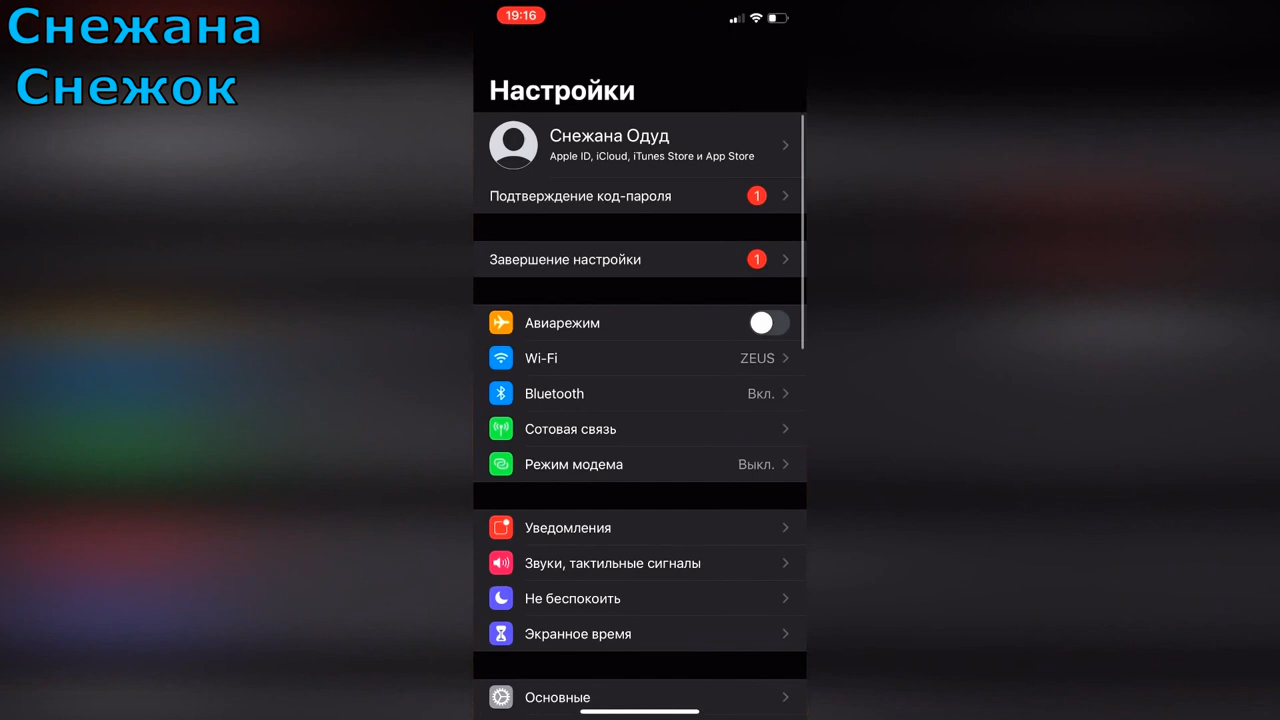 Снежана
Снежок
19:16
Настройки
Снежана Одуд
Apple ID, iCloud, iTunes Store и App Store
Подтверждение код-пароля 1
Завершение настройки 1
Авиарежим
Wi-Fi ZEUS
Bluetooth Вкл.
Сотовая связь
Режим модема Выкл.
Уведомления
Звуки, тактильные сигналы
Не беспокоить
Экранное время
Основные